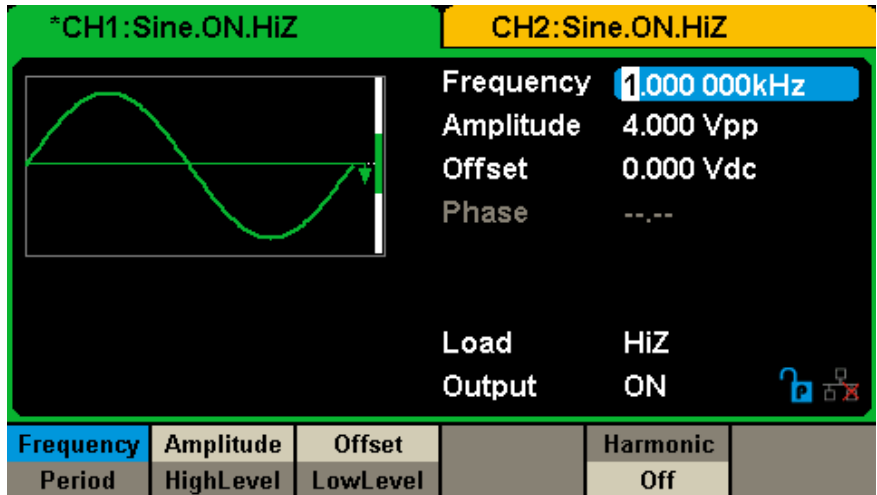 *CH1:Sine.ON.HiZ
CH2:Sine.ON.HiZ
Frequency 1.000 000kHz
Amplitude 4.000 Vpp
Offset 0.000 Vdc
Phase --.--
Load HiZ
Output ON
P
Frequency Amplitude Offset Harmonic
Period HighLevel LowLevel Off